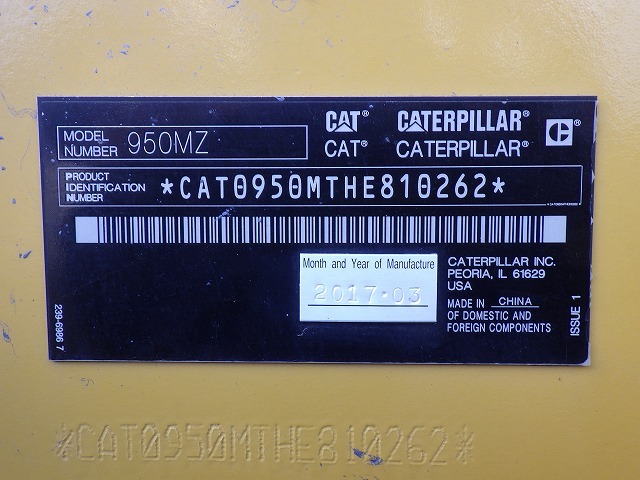 MODEL NUMBER 950MZ
CAT® CATERPILLAR® C
CAT® CATERPILLAR®
PRODUCT IDENTIFICATION NUMBER *CAT0950MTHE810262*
Month and Year of Manufacture
2017·03
CATERPILLAR INC.
PEORIA, IL 61629
USA
MADE IN CHINA
OF DOMESTIC AND
FOREIGN COMPONENTS
ISSUE 1
239-6986 7
*CAT0950MTHE810262*